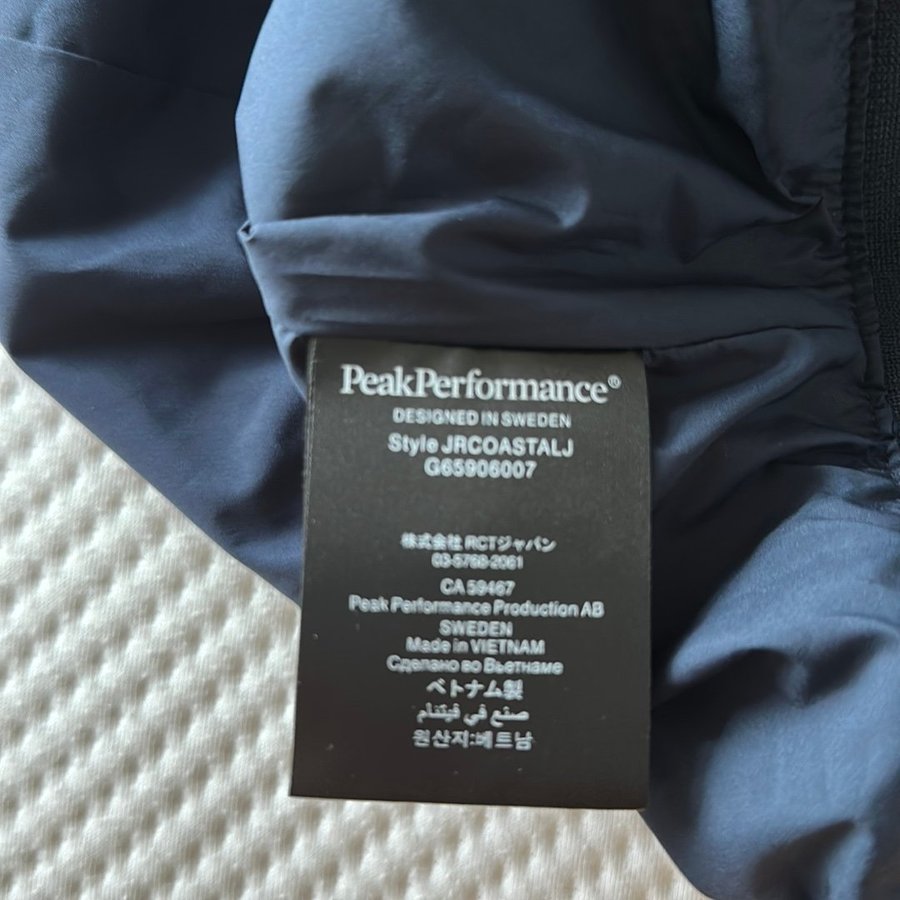 PeakPerformance®
DESIGNED IN SWEDEN
Style JRCOASTALJ
G65906007
株式会社 RCTジャパン
03-5768-2061
CA 59467
Peak Performance Production AB
SWEDEN
Made in VIETNAM
Сделано во Вьетнаме
ベトナム製
صنع في فيتنام
원산지:베트남